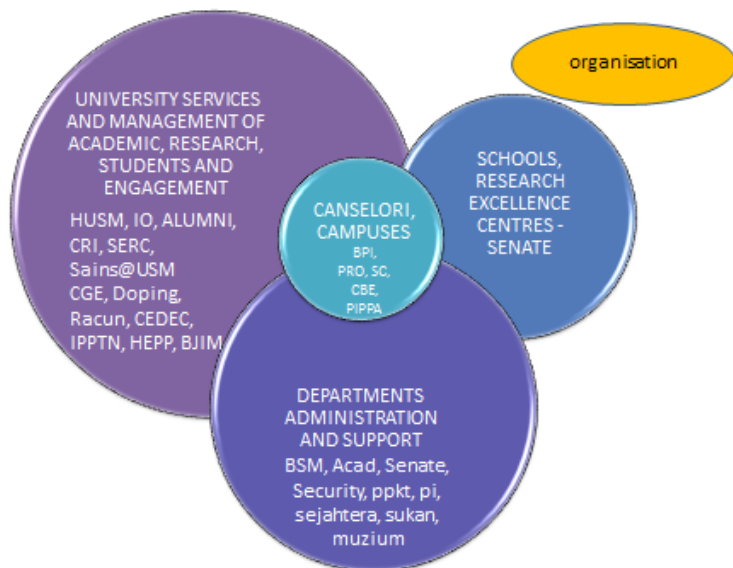 organisation
UNIVERSITY SERVICES
AND MANAGEMENT OF
ACADEMIC, RESEARCH,
STUDENTS AND
ENGAGEMENT
HUSM, IO, ALUMNI,
CRI, SERC,
Sains@USM
CGE, Doping,
Racun, CEDEC,
IPPTN, HEPP, BJIM
CANSELORI,
CAMPUSES
BPI,
PRO, SC,
CBE,
PIPPA
SCHOOLS,
RESEARCH
EXCELLENCE
CENTRES -
SENATE
DEPARTMENTS
ADMINISTRATION
AND SUPPORT
BSM, Acad, Senate,
Security, ppkt, pi,
sejahtera, sukan,
muzium